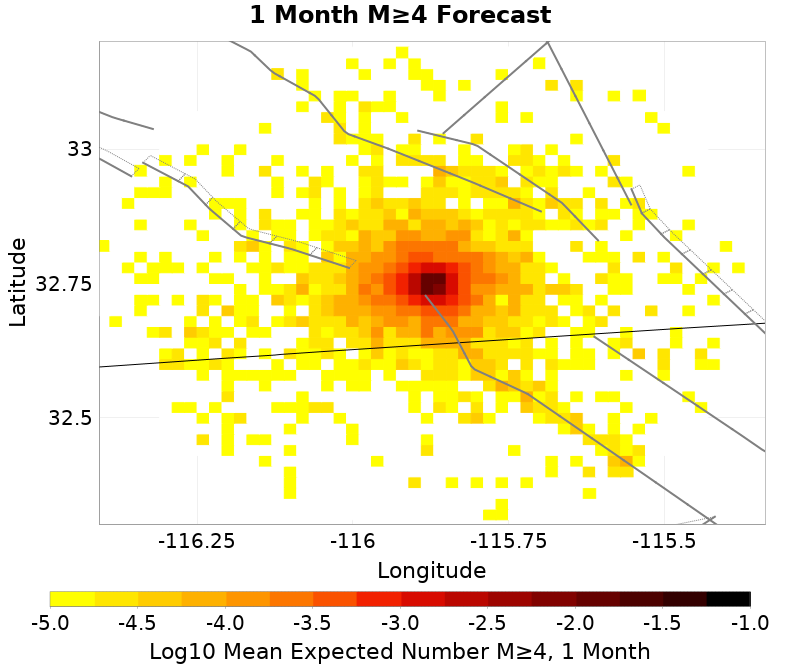 1 Month M≥4 Forecast
33
32.75
32.5
Latitude
-116.25 -116 -115.75 -115.5
Longitude
-5.0 -4.5 -4.0 -3.5 -3.0 -2.5 -2.0 -1.5 -1.0
Log10 Mean Expected Number M≥4, 1 Month